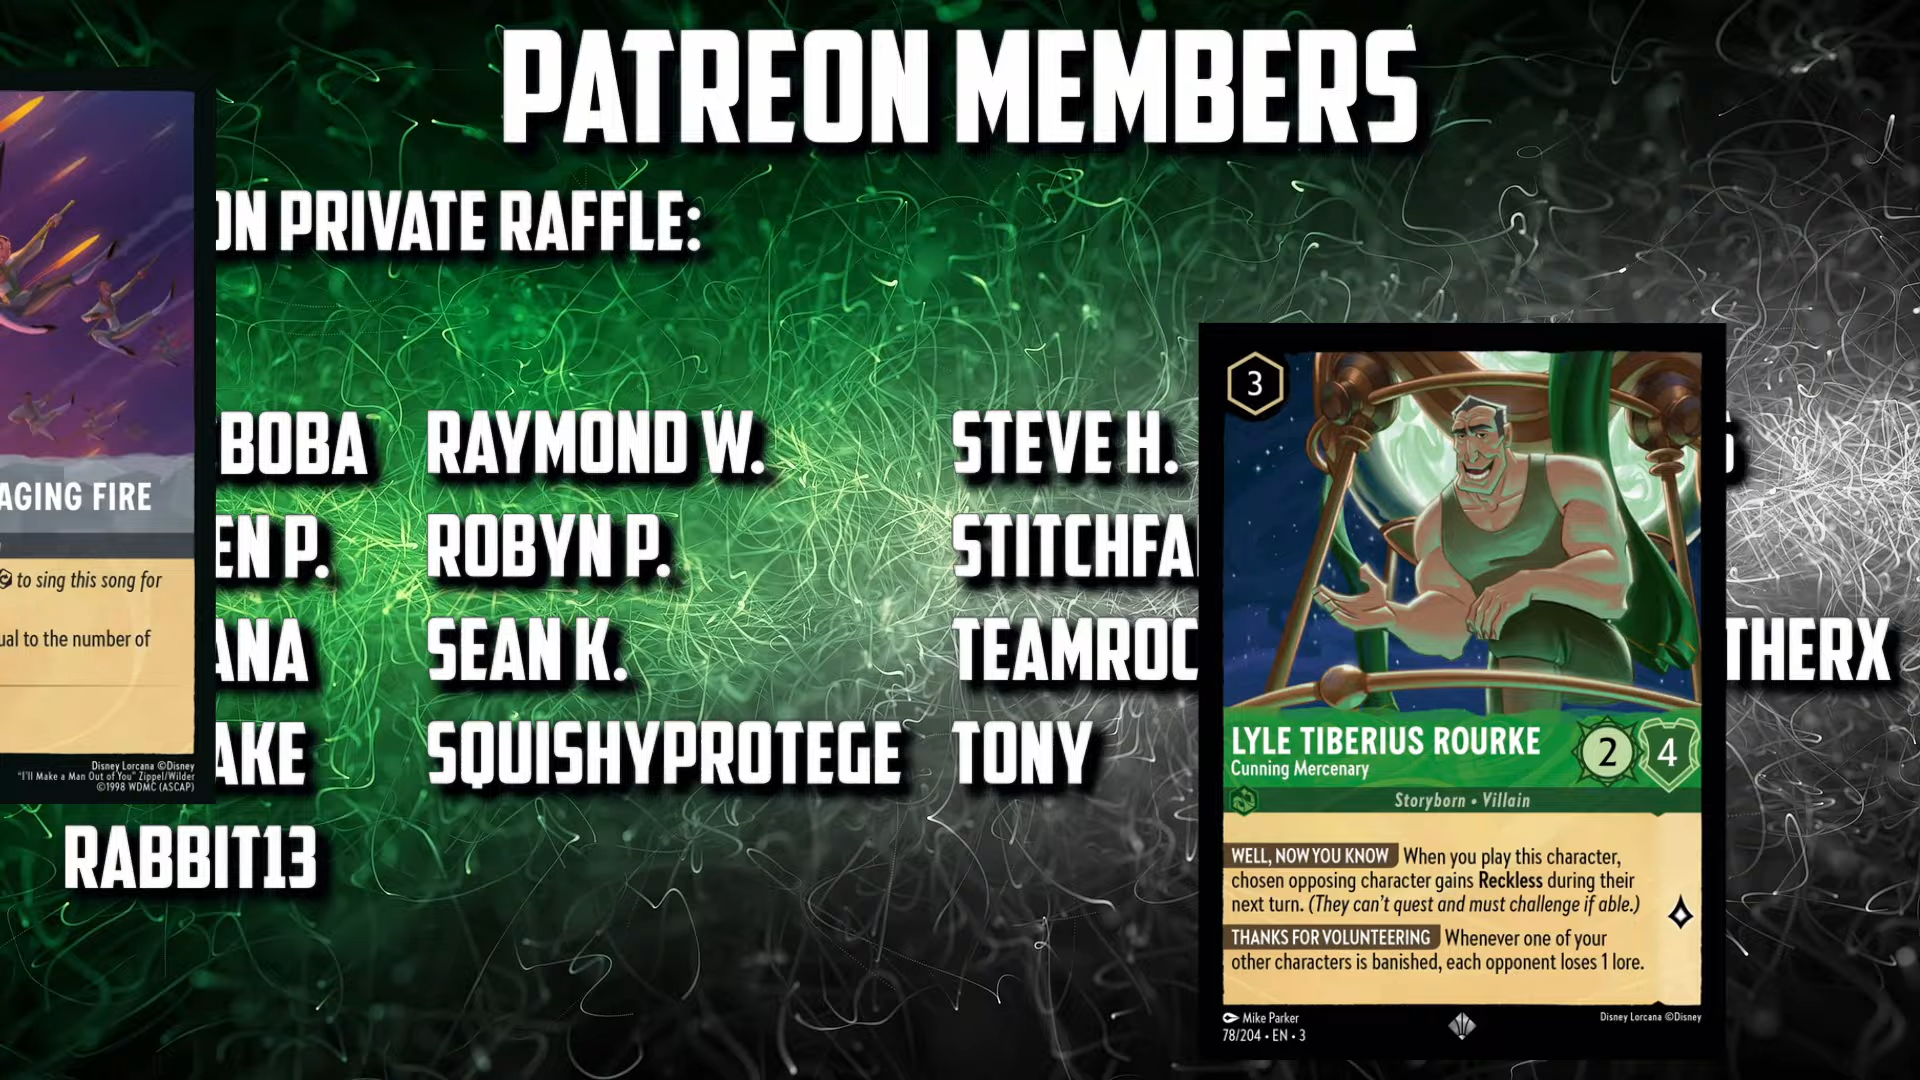 PATREON MEMBERS
ON PRIVATE RAFFLE:
BOBA RAYMOND W. STEVE H.
EN P. ROBYN P. STITCHFA
ANA SEAN K. TEAMROC THERX
AKE SQUISHYPROTEGE TONY
RABBIT13
AGING FIRE
to sing this song for
ual to the number of
Disney Lorcana ©Disney
"I'll Make a Man Out of You" Zippel/Wilder
©1998 WDMC (ASCAP)
3
LYLE TIBERIUS ROURKE
Cunning Mercenary
2 4
Storyborn • Villain
WELL, NOW YOU KNOW When you play this character,
chosen opposing character gains Reckless during their
next turn. (They can't quest and must challenge if able.)
THANKS FOR VOLUNTEERING Whenever one of your
other characters is banished, each opponent loses 1 lore.
Mike Parker
78/204 • EN • 3
Disney Lorcana ©Disney